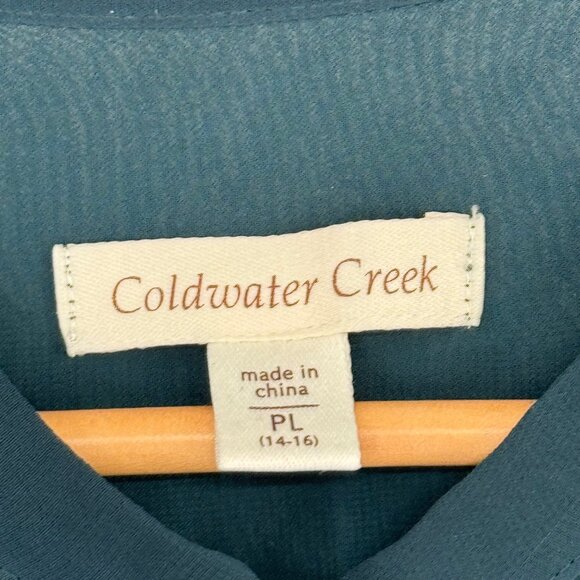 Coldwater Creek
made in
china
PL
(14-16)